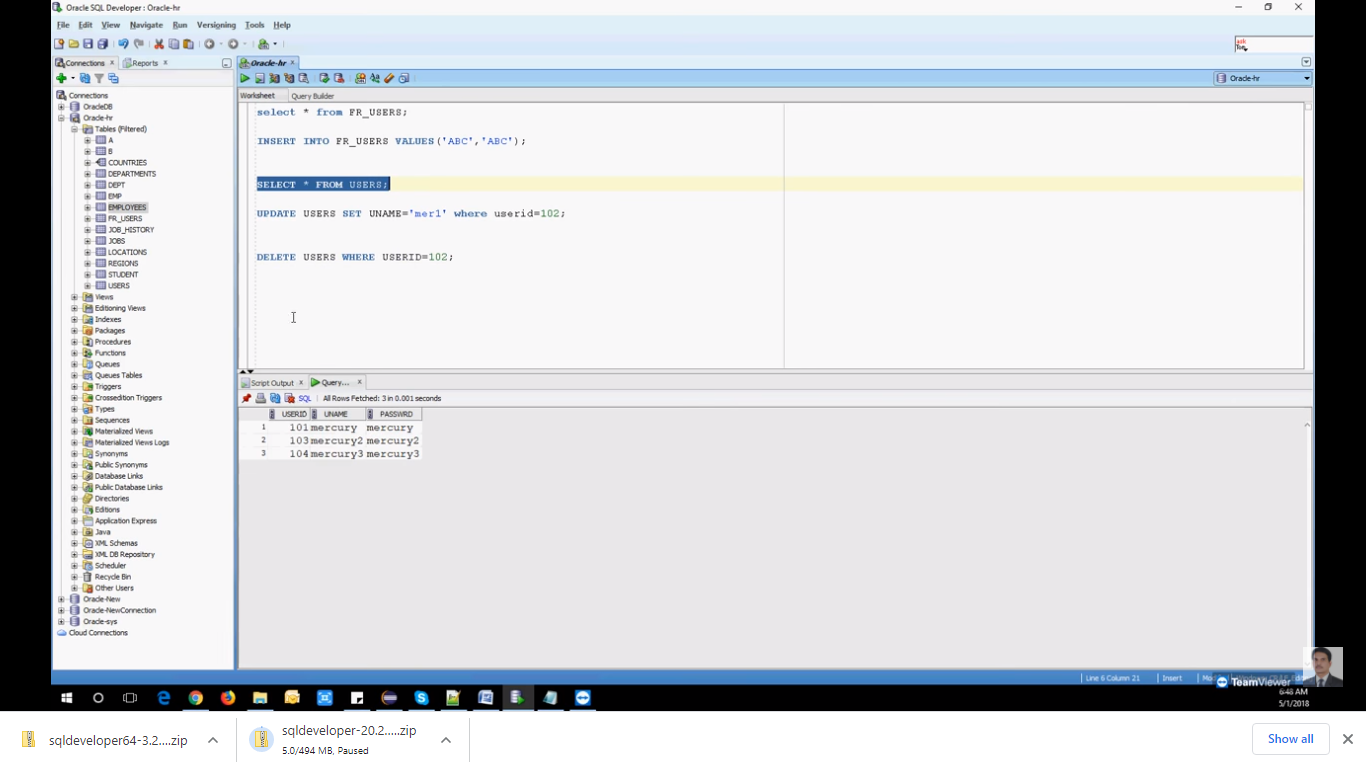 Oracle SQL Developer : Oracle-hr
File Edit View Navigate Run Versioning Tools Help
ask
Tom
Connections Reports
Oracle-hr
Oracle-hr
Worksheet Query Builder
Connections
OracleDB
Oracle-hr
Tables (Filtered)
A
B
COUNTRIES
DEPARTMENTS
DEPT
EMP
EMPLOYEES
FR_USERS
JOB_HISTORY
JOBS
LOCATIONS
REGIONS
STUDENT
USERS
Views
Editioning Views
Indexes
Packages
Procedures
Functions
Queues
Queues Tables
Triggers
Crossedition Triggers
Types
Sequences
Materialized Views
Materialized Views Logs
Synonyms
Public Synonyms
Database Links
Public Database Links
Directories
Editions
Application Express
Java
XML Schemas
XML DB Repository
Scheduler
Recycle Bin
Other Users
Oracle-New
Oracle-NewConnection
Oracle-sys
Cloud Connections
select * from FR_USERS;
INSERT INTO FR_USERS VALUES('ABC','ABC');
SELECT * FROM USERS;
UPDATE USERS SET UNAME='mer1' where userid=102;
DELETE USERS WHERE USERID=102;
Script Output Query...
SQL All Rows Fetched: 3 in 0.001 seconds
USERID UNAME PASSWRD
1 101 mercury mercury
2 103 mercury2 mercury2
3 104 mercury3 mercury3
Line 6 Column 21 Insert
TeamViewer
6:48 AM
5/1/2018
sqldeveloper64-3.2....zip
sqldeveloper-20.2.....zip
5.0/494 MB, Paused
Show all